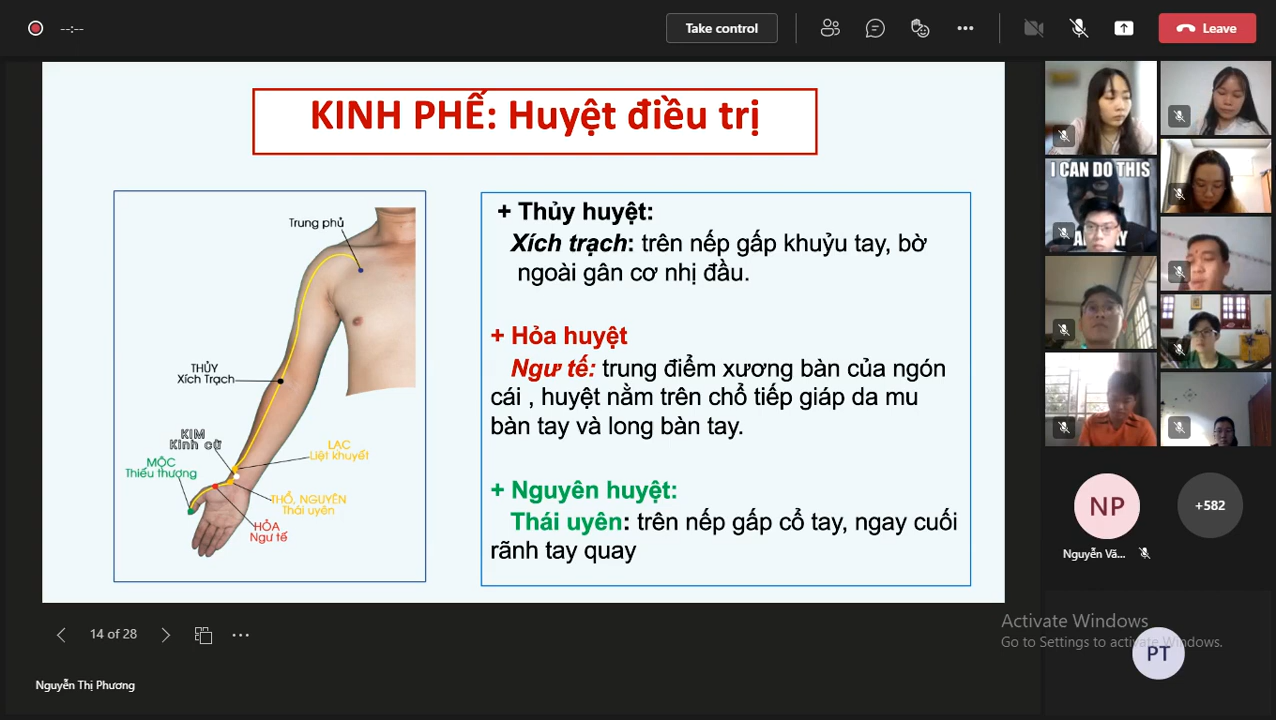 --:--
Take control
Leave
KINH PHẾ: Huyệt điều trị
Trung phủ
THỦY
Xích Trạch
KIM
Kinh cừ
MỘC
Thiếu thương
LẠC
Liệt khuyết
THỔ, NGUYÊN
Thái uyên
HỎA
Ngư tế
+ Thủy huyệt:
Xích trạch: trên nếp gấp khuỷu tay, bờ
ngoài gân cơ nhị đầu.
+ Hỏa huyệt
Ngư tế: trung điểm xương bàn của ngón
cái , huyệt nằm trên chổ tiếp giáp da mu
bàn tay và long bàn tay.
+ Nguyên huyệt:
Thái uyên: trên nếp gấp cổ tay, ngay cuối
rãnh tay quay
I CAN DO THIS
NP
+582
Nguyễn Vă...
Activate Windows
Go to Settings to activate Windows.
PT
14 of 28
Nguyễn Thị Phương